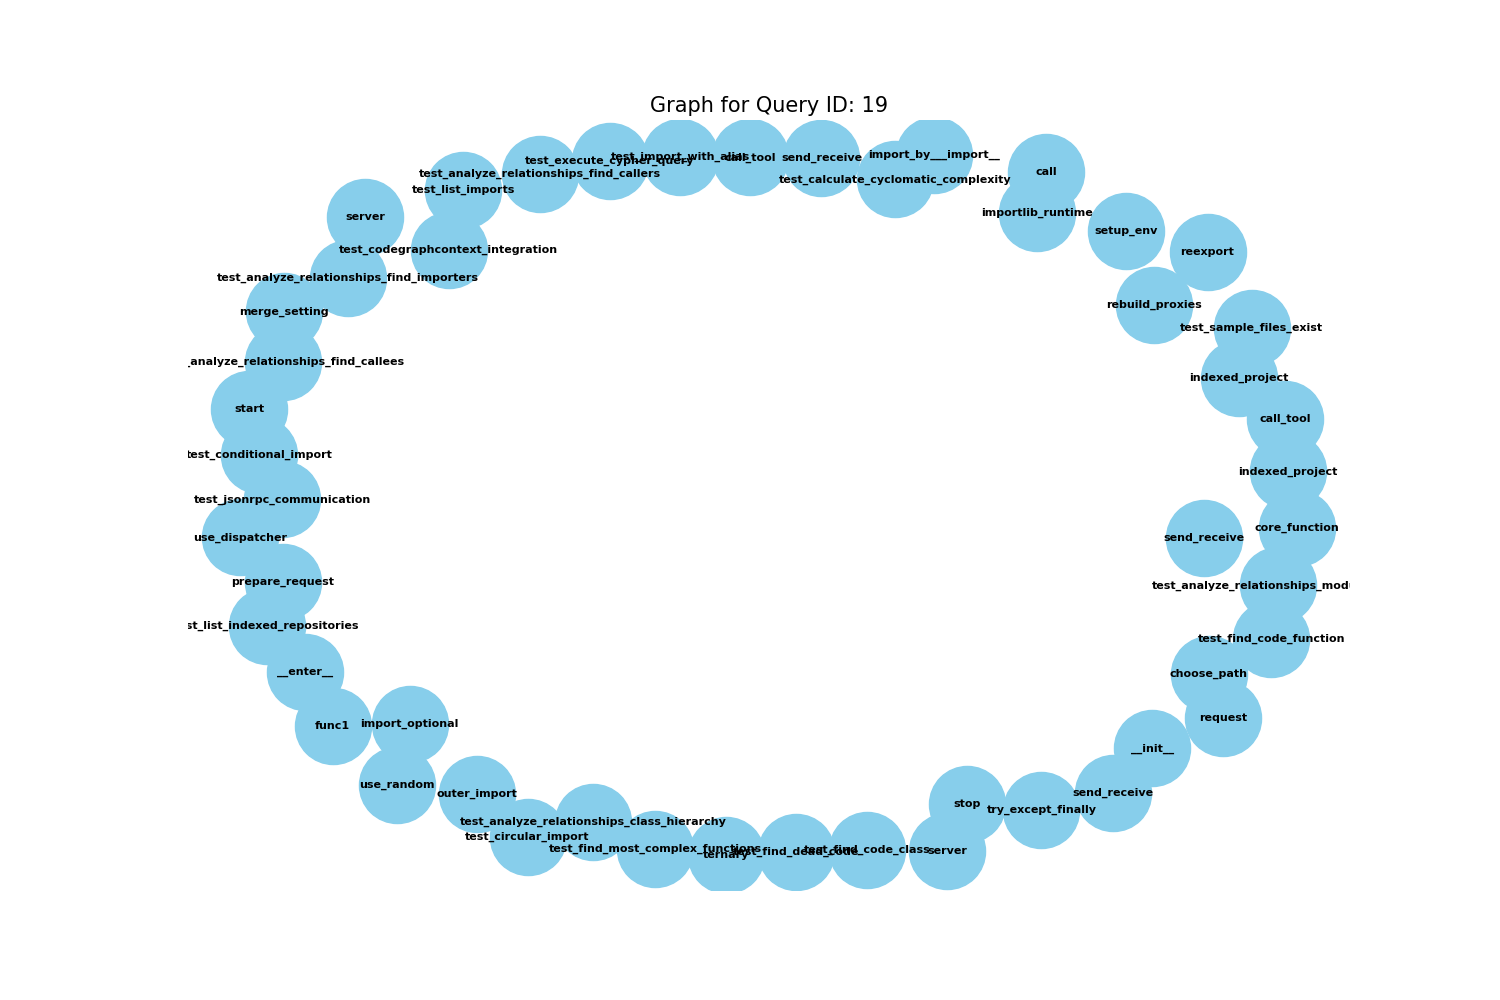 Graph for Query ID: 19
import_by___import__
test_import_with_alias
call_tool
send_receive
test_execute_cypher_query
call
test_analyze_relationships_find_callers
test_calculate_cyclomatic_complexity
test_list_imports
importlib_runtime
server
setup_env
test_codegraphcontext_integration
reexport
test_analyze_relationships_find_importers
rebuild_proxies
merge_setting
test_sample_files_exist
_analyze_relationships_find_callees
indexed_project
start
call_tool
test_conditional_import
indexed_project
test_jsonrpc_communication
core_function
use_dispatcher
send_receive
prepare_request
test_analyze_relationships_mod
st_list_indexed_repositories
test_find_code_function
__enter__
choose_path
func1
import_optional
request
__init__
use_random
outer_import
send_receive
stop
try_except_finally
test_analyze_relationships_class_hierarchy
test_circular_import
test_find_most_complex_functions
ternary
test_find_dead_code
test_find_code_class
server